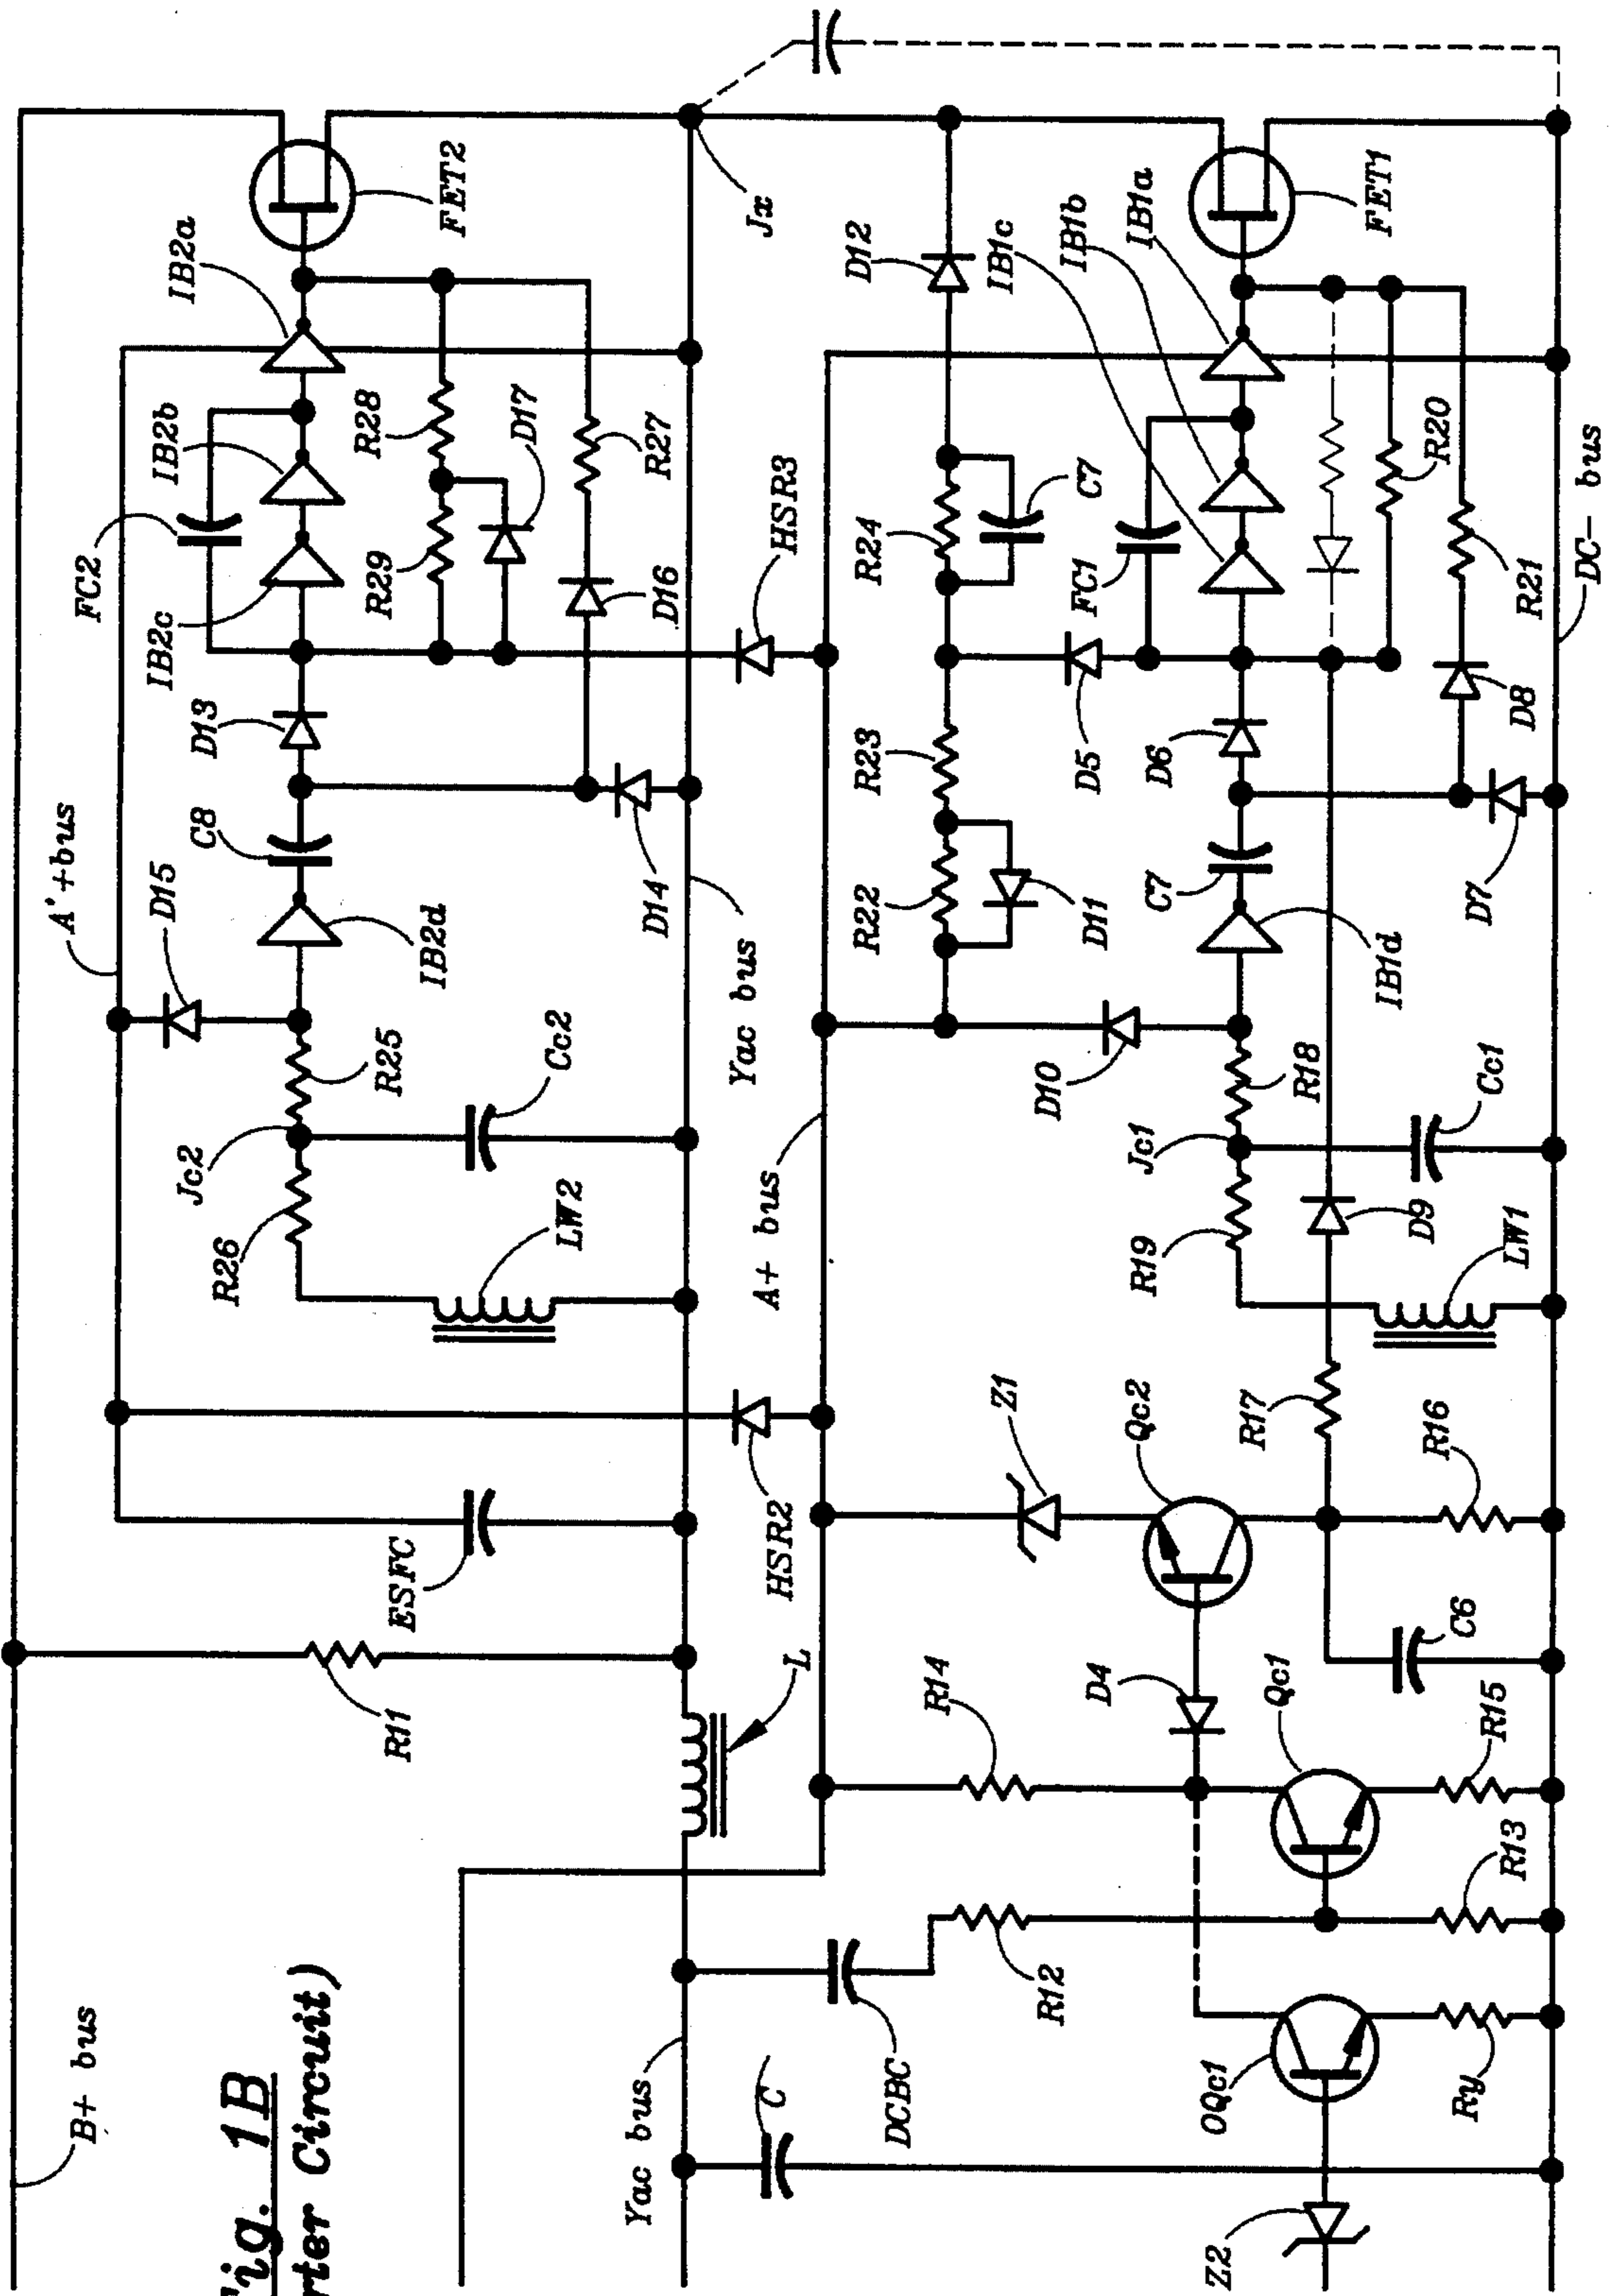 B+ bus
A'+bus
Fig. 1B
rter Circuit)
FC2
IB2c
IB2b
IB2a
D15
Jc2
R26
D13
C8
R25
IB2d
R29
R28
R11
ESFC
FET2
D17
Cc2
LW2
D16
R27
D14
Yac bus
Yac bus
Jx
A+ bus
HSR2
HSR3
C
L
R22
R23
R24
D12
DCBC
R14
Z1
D10
D11
C7
R12
D4
Qc2
Jc1
R19
C7
D6
D5
FC1
IB1c
IB1b
IB1a
Z2
OQc1
Qc1
R17
R18
IB1d
FET1
Ry
R13
R15
C6
R16
D9
LW1
Cc1
D7
D8
R21
R20
DC- bus